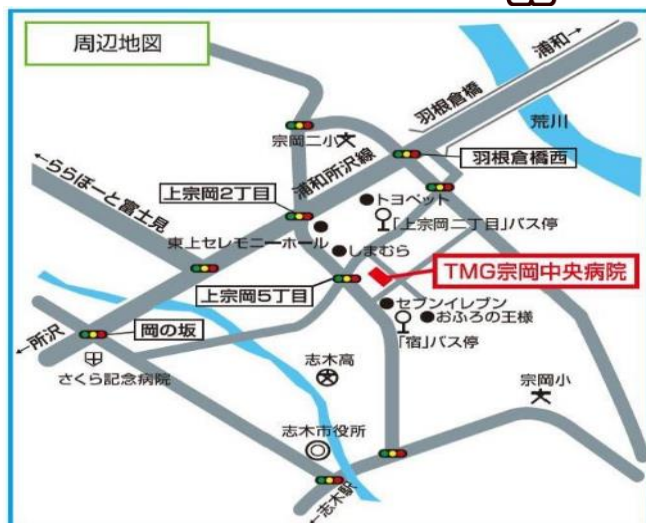 周辺地図
浦和→
羽根倉橋
荒川
宗岡二小
羽根倉橋西
浦和所沢線
←ららぽーと富士見
上宗岡2丁目
トヨペット
「上宗岡二丁目」バス停
東上セレモニーホール
しまむら
TMG宗岡中央病院
上宗岡5丁目
セブンイレブン
おふろの王様
「宿」バス停
←所沢
岡の坂
さくら記念病院
志木高
宗岡小
志木市役所
←志木駅